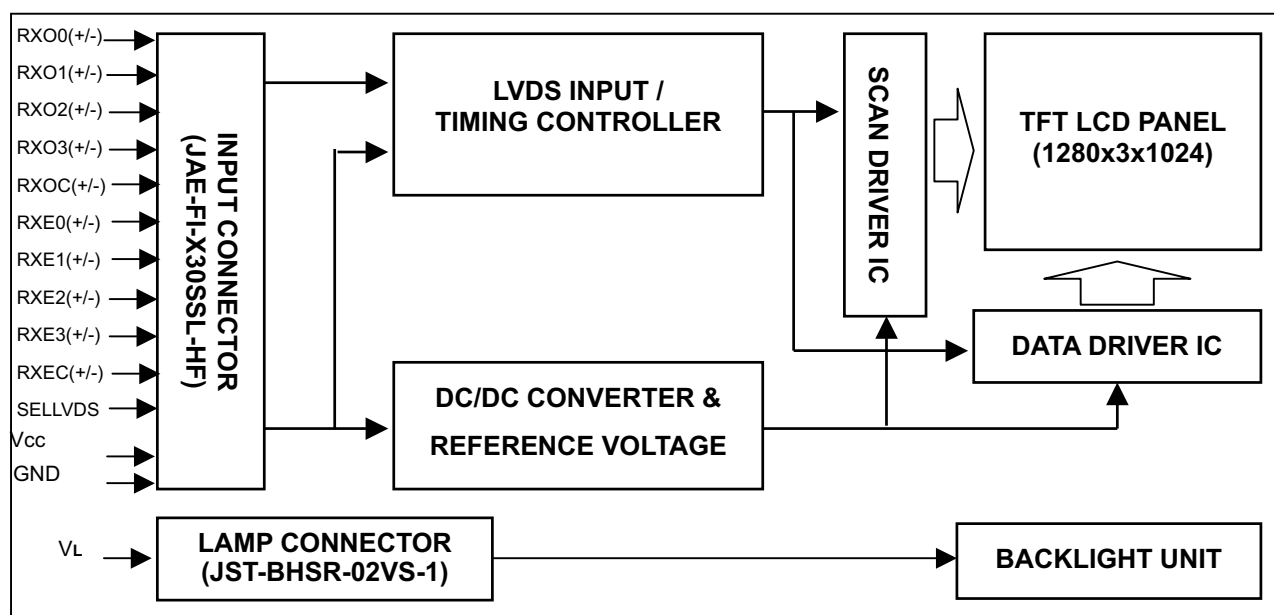 RXO0(+/-)
RXO1(+/-)
RXO2(+/-)
RXO3(+/-)
RXOC(+/-)
RXE0(+/-)
RXE1(+/-)
RXE2(+/-)
RXE3(+/-)
RXEC(+/-)
SELLVDS
Vcc
GND
INPUT CONNECTOR
(JAE-FI-X30SSL-HF)
LVDS INPUT /
TIMING CONTROLLER
SCAN DRIVER IC
TFT LCD PANEL
(1280x3x1024)
DATA DRIVER IC
DC/DC CONVERTER &
REFERENCE VOLTAGE
VL
LAMP CONNECTOR
(JST-BHSR-02VS-1)
BACKLIGHT UNIT